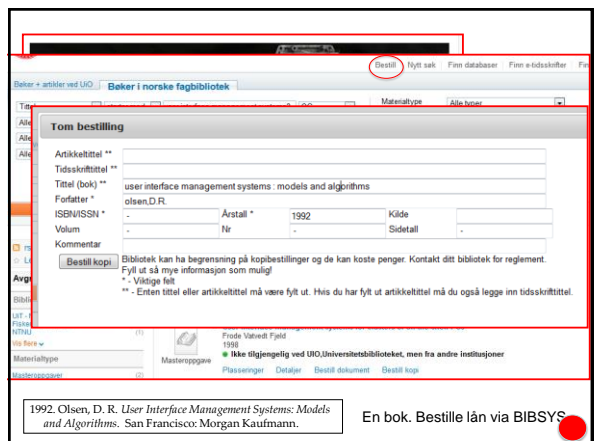 Bestill Nytt søk Finn databaser Finn e-tidsskrifter Fin
Bøker + artikler ved UiO Bøker i norske fagbibliotek
Materialtype Alle typer
Tom bestilling
Artikkeltittel **
Tidsskrifttittel **
Tittel (bok) ** user interface management systems : models and algorithms
Forfatter * olsen,D.R.
ISBN/ISSN * - Årstall * 1992 Kilde
Volum - Nr - Sidetall -
Kommentar
Bestill kopi Bibliotek kan ha begrensning på kopibestillinger og de kan koste penger. Kontakt ditt bibliotek for reglement.
Fyll ut så mye informasjon som mulig!
* - Viktige felt
** - Enten tittel eller artikkeltittel må være fylt ut. Hvis du har fylt ut artikkeltittel må du også legge inn tidsskrifttittel.
NTNU (1)
Vis flere
Materialtype
Masteroppgaver (2)
Masteroppgave
Frode Vatvedt Fjeld
1998
Ikke tilgjengelig ved UIO,Universitetsbiblioteket, men fra andre institusjoner
Plasseringer Detaljer Bestill dokument Bestill kopi
1992. Olsen, D. R. User Interface Management Systems: Models
and Algorithms. San Francisco: Morgan Kaufmann.
En bok. Bestille lån via BIBSYS